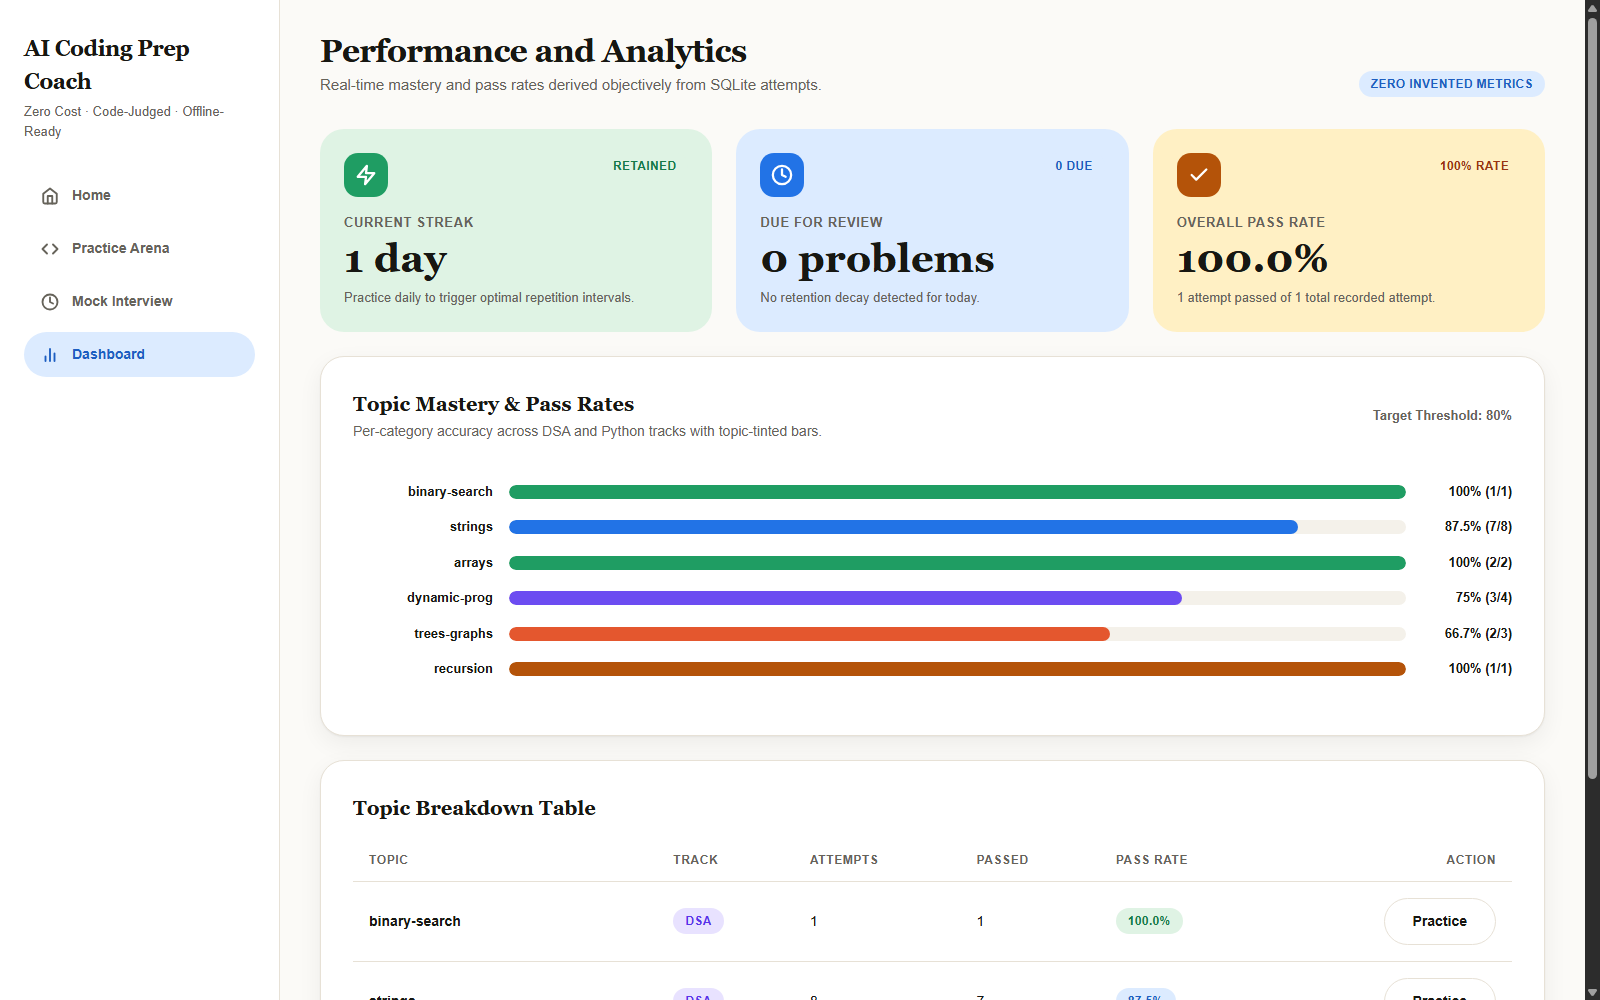 AI Coding Prep
Coach
Zero Cost · Code-Judged · Offline-
Ready
Home
Practice Arena
Mock Interview
Dashboard
Performance and Analytics
Real-time mastery and pass rates derived objectively from SQLite attempts.
ZERO INVENTED METRICS
RETAINED
CURRENT STREAK
1 day
Practice daily to trigger optimal repetition intervals.
0 DUE
DUE FOR REVIEW
0 problems
No retention decay detected for today.
100% RATE
OVERALL PASS RATE
100.0%
1 attempt passed of 1 total recorded attempt.
Topic Mastery & Pass Rates
Per-category accuracy across DSA and Python tracks with topic-tinted bars.
Target Threshold: 80%
binary-search 100% (1/1)
strings 87.5% (7/8)
arrays 100% (2/2)
dynamic-prog 75% (3/4)
trees-graphs 66.7% (2/3)
recursion 100% (1/1)
Topic Breakdown Table
TOPIC TRACK ATTEMPTS PASSED PASS RATE ACTION
binary-search DSA 1 1 100.0% Practice
strings DSA 8 7 87.5% Practice